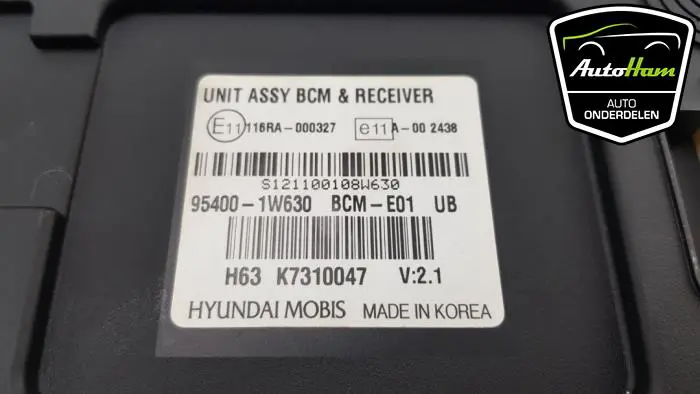 UNIT ASSY BCM & RECEIVER
E11 116RA-000327 e11 A-00 2438
S121100108W630
95400-1W630 BCM-E01 UB
H63 K7310047 V:2.1
HYUNDAI MOBIS MADE IN KOREA
AutoHam
AUTO
ONDERDELEN